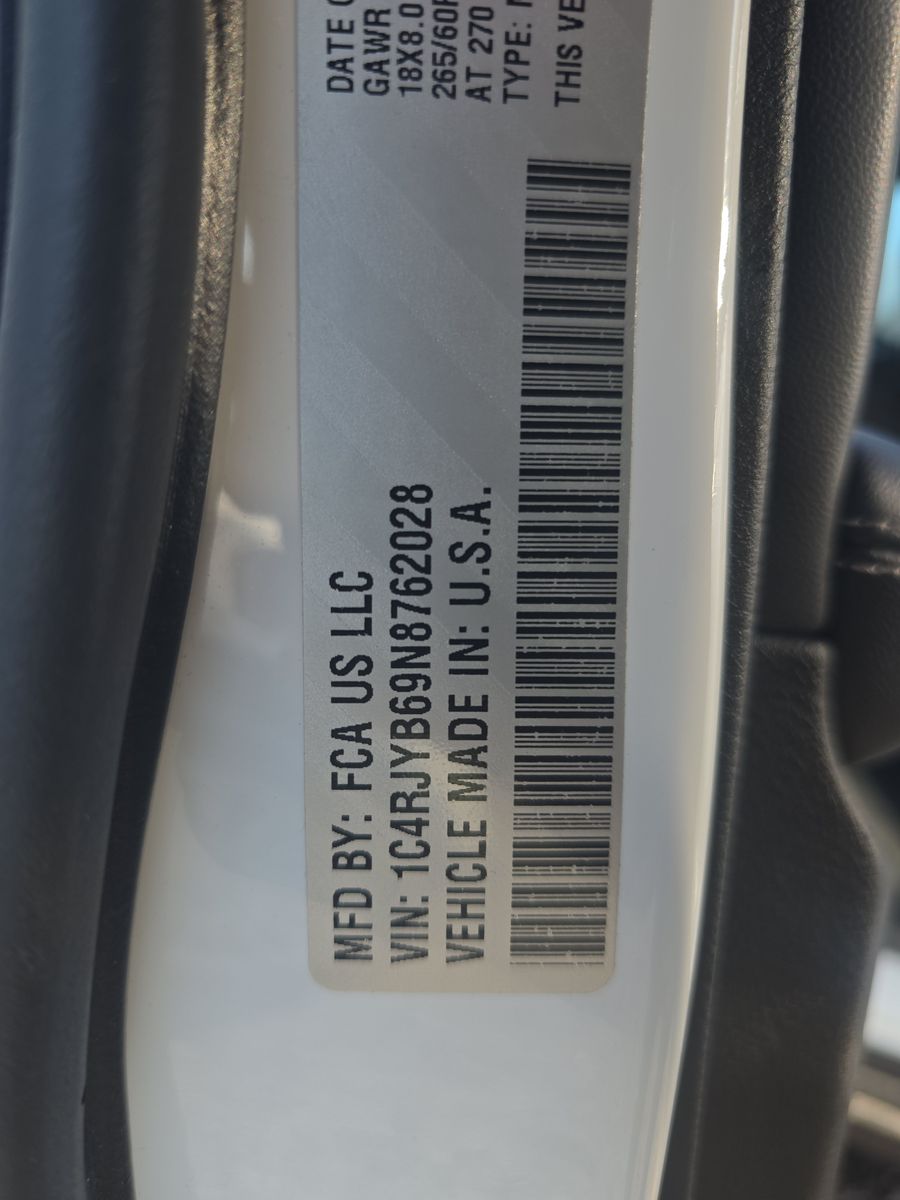 MFD BY: FCA US LLC
VIN: 1C4RJYB69N8762028
VEHICLE MADE IN: U.S.A.
DATE
GAWR
18X8.0
265/60R
AT 270
TYPE:
THIS VE